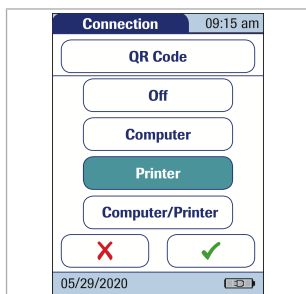 Connection 09:15 am
QR Code
Off
Computer
Printer
Computer/Printer
05/29/2020